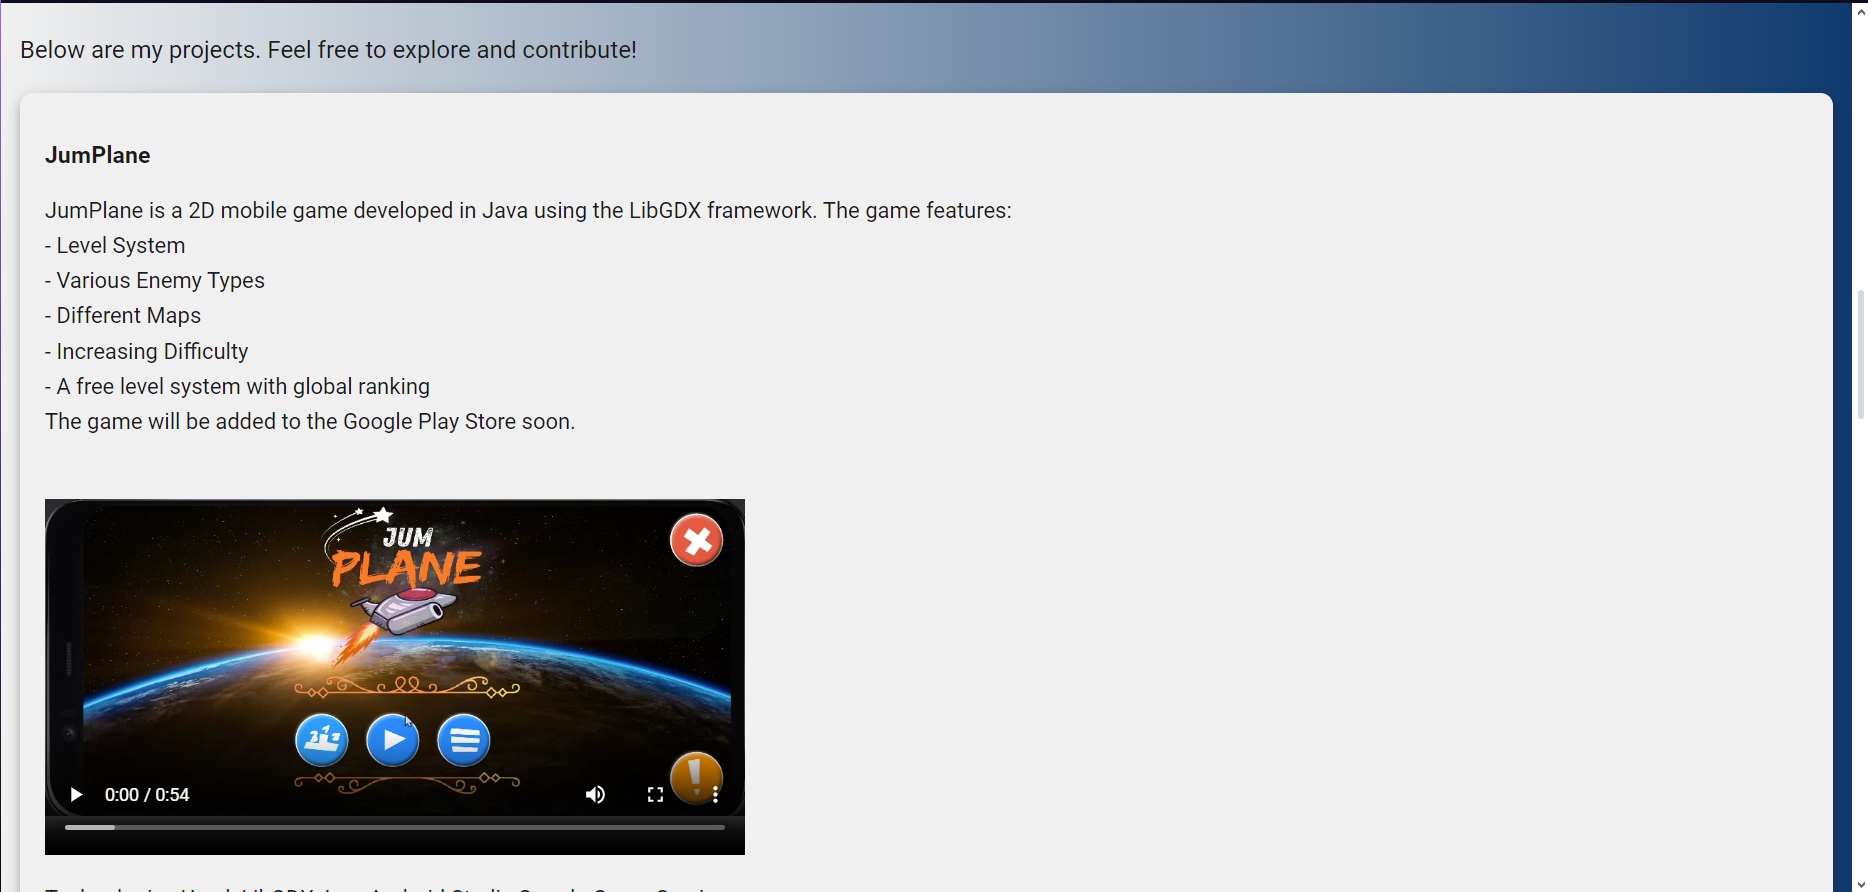 Below are my projects. Feel free to explore and contribute!
JumPlane
JumPlane is a 2D mobile game developed in Java using the LibGDX framework. The game features:
- Level System
- Various Enemy Types
- Different Maps
- Increasing Difficulty
- A free level system with global ranking
The game will be added to the Google Play Store soon.
JUM
PLANE
2 1 3
!
0:00 / 0:54